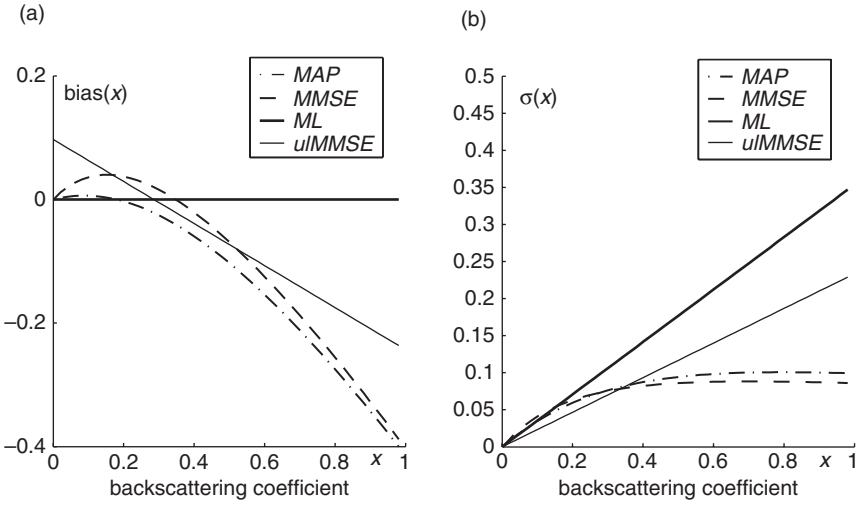 (a)
0.2
bias(x)
MAP
MMSE
ML
ulMMSE
0
–0.2
–0.4
0 0.2 0.4 0.6 0.8 x 1
backscattering coefficient
(b)
0.5
σ(x)
MAP
MMSE
ML
ulMMSE
0.45
0.4
0.35
0.3
0.25
0.2
0.15
0.1
0.05
0
0 0.2 0.4 0.6 0.8 x 1
backscattering coefficient